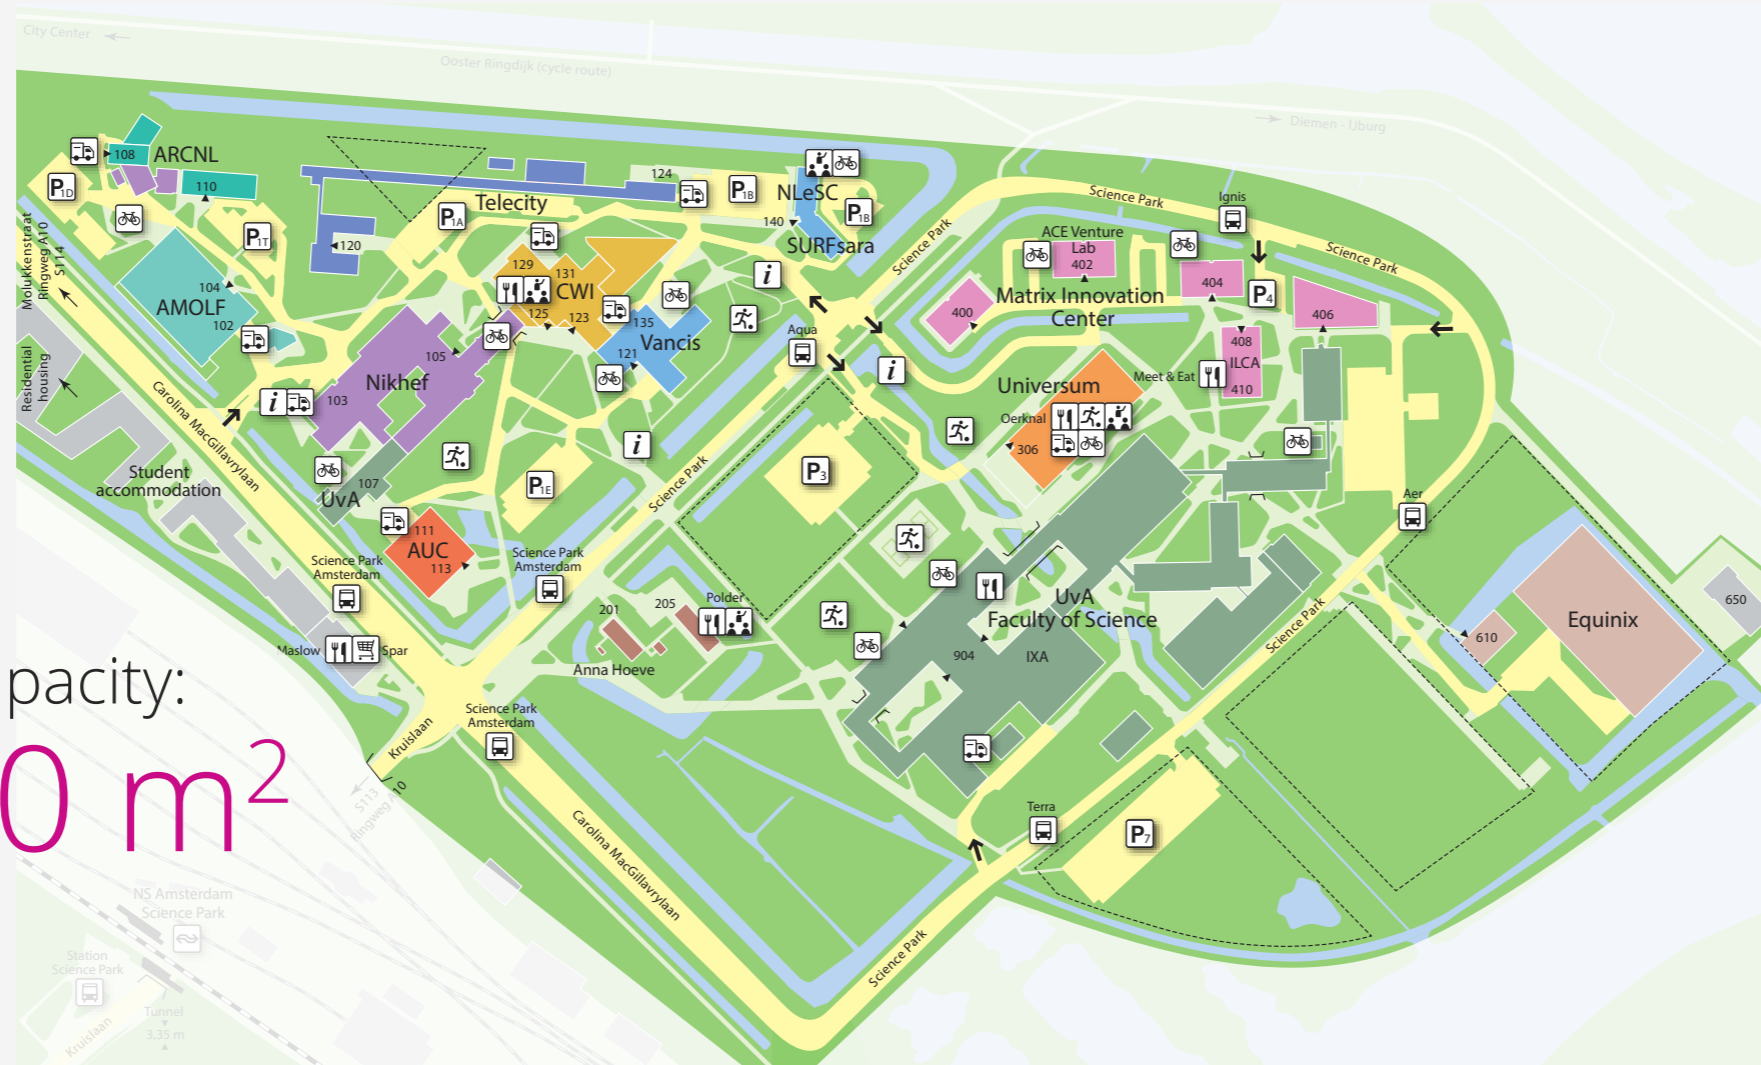 City Center
Ooster Ringdijk (cycle route)
Diemen - IJburg
108
ARCNL
P1D
110
P1T
Telecity
124
P1A
P1B
NLeSC
P1B
140
SURFsara
120
Science Park
Science Park
Science Park
Ignis
ACE Venture
Lab
402
404
P4
406
Matrix Innovation
Center
400
408
ILCA
410
Meet & Eat
Molukkenstraat
Ringweg A10
S114
104
AMOLF
102
129
131
CWI
125
123
135
Vancis
121
i
Aqua
i
105
Nikhef
103
i
Universum
Oerknal
306
Residential
housing
Carolina MacGillavrylaan
Student
accommodation
UvA
107
111
AUC
113
P1E
i
Science Park
P3
Aer
Science Park
Amsterdam
Science Park
Amsterdam
201
205
Polder
Anna Hoeve
Maslow
Spar
UvA
Faculty of Science
904
IXA
Science Park
610
Equinix
650
pacity:
0 m2
Kruislaan
S113
Ringweg A10
Science Park
Amsterdam
Carolina MacGillavrylaan
Terra
P7
Science Park
NS Amsterdam
Science Park
Station
Science Park
Tunnel
3,35 m
Kruislaan